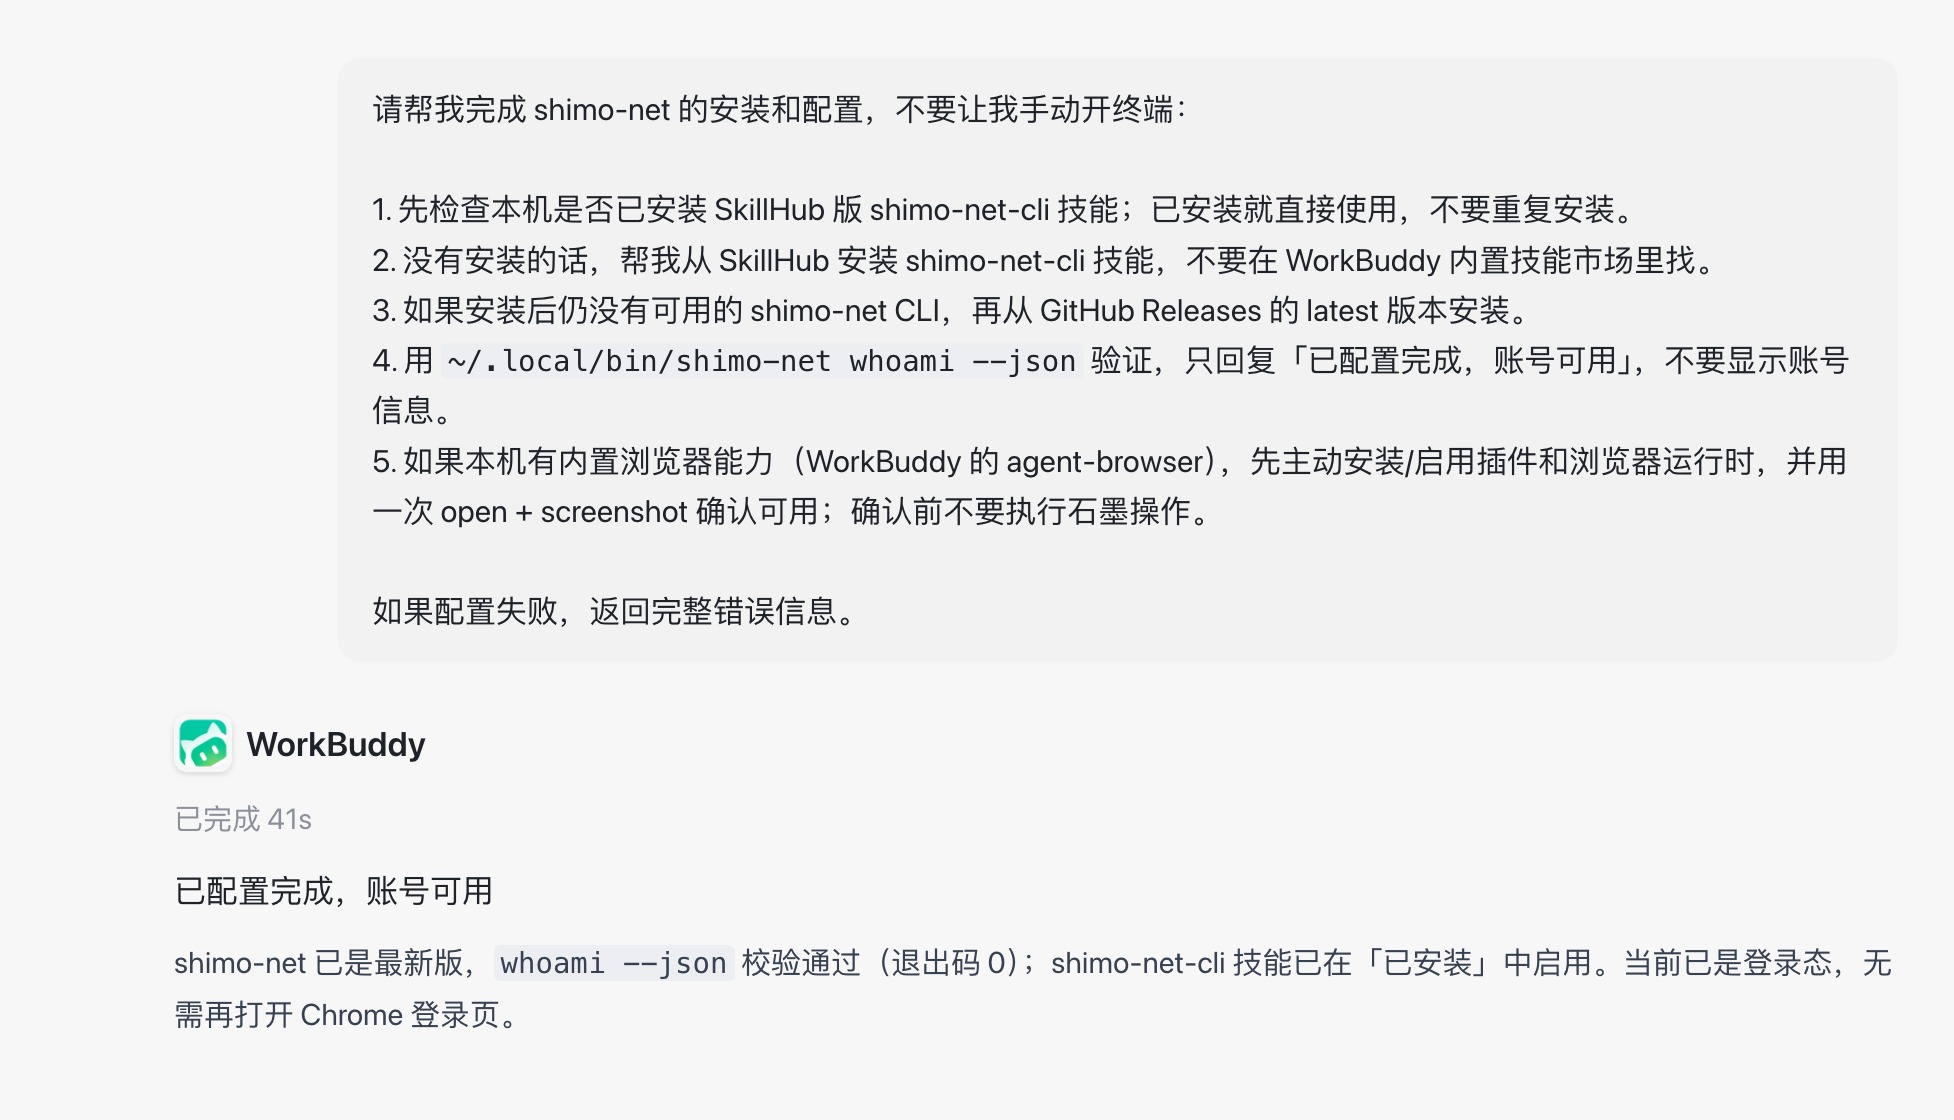 请帮我完成 shimo-net 的安装和配置，不要让我手动开终端：
1. 先检查本机是否已安装 SkillHub 版 shimo-net-cli 技能；已安装就直接使用，不要重复安装。
2. 没有安装的话，帮我从 SkillHub 安装 shimo-net-cli 技能，不要在 WorkBuddy 内置技能市场里找。
3. 如果安装后仍没有可用的 shimo-net CLI，再从 GitHub Releases 的 latest 版本安装。
4. 用 ~/.local/bin/shimo-net whoami --json 验证，只回复「已配置完成，账号可用」，不要显示账号
信息。
5. 如果本机有内置浏览器能力（WorkBuddy 的 agent-browser），先主动安装/启用插件和浏览器运行时，并用
一次 open + screenshot 确认可用；确认前不要执行石墨操作。
如果配置失败，返回完整错误信息。
WorkBuddy
已完成 41s
已配置完成，账号可用
shimo-net 已是最新版，whoami --json 校验通过（退出码 0）；shimo-net-cli 技能已在「已安装」中启用。当前已是登录态，无
需再打开 Chrome 登录页。